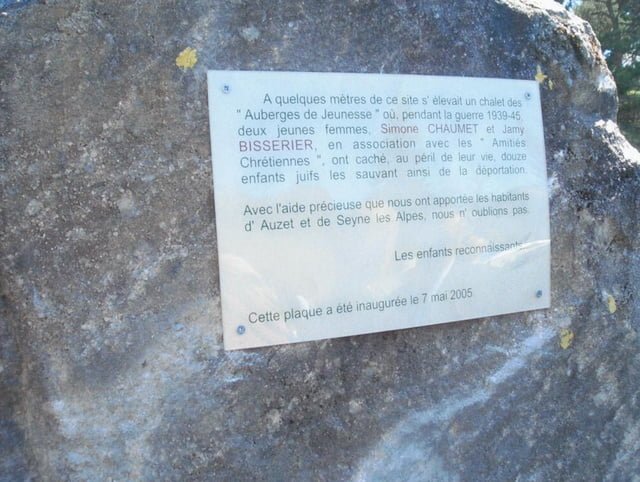 A quelques mètres de ce site s' élevait un chalet des
" Auberges de Jeunesse " où, pendant la guerre 1939-45,
deux jeunes femmes, Simone CHAUMET et Jamy
BISSERIER, en association avec les " Amitiés
Chrétiennes ", ont caché, au péril de leur vie, douze
enfants juifs les sauvant ainsi de la déportation.
Avec l'aide précieuse que nous ont apportée les habitants
d' Auzet et de Seyne les Alpes, nous n' oublions pas.
Les enfants reconnaissants...
Cette plaque a été inaugurée le 7 mai 2005